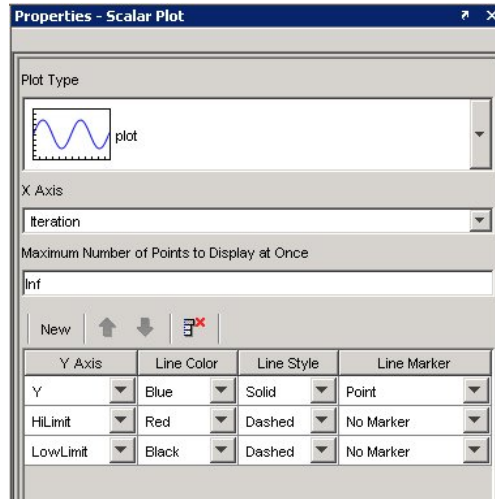 Properties - Scalar Plot
Plot Type
plot
X Axis
Iteration
Maximum Number of Points to Display at Once
Inf
New
Y Axis Line Color Line Style Line Marker
Y Blue Solid Point
HiLimit Red Dashed No Marker
LowLimit Black Dashed No Marker